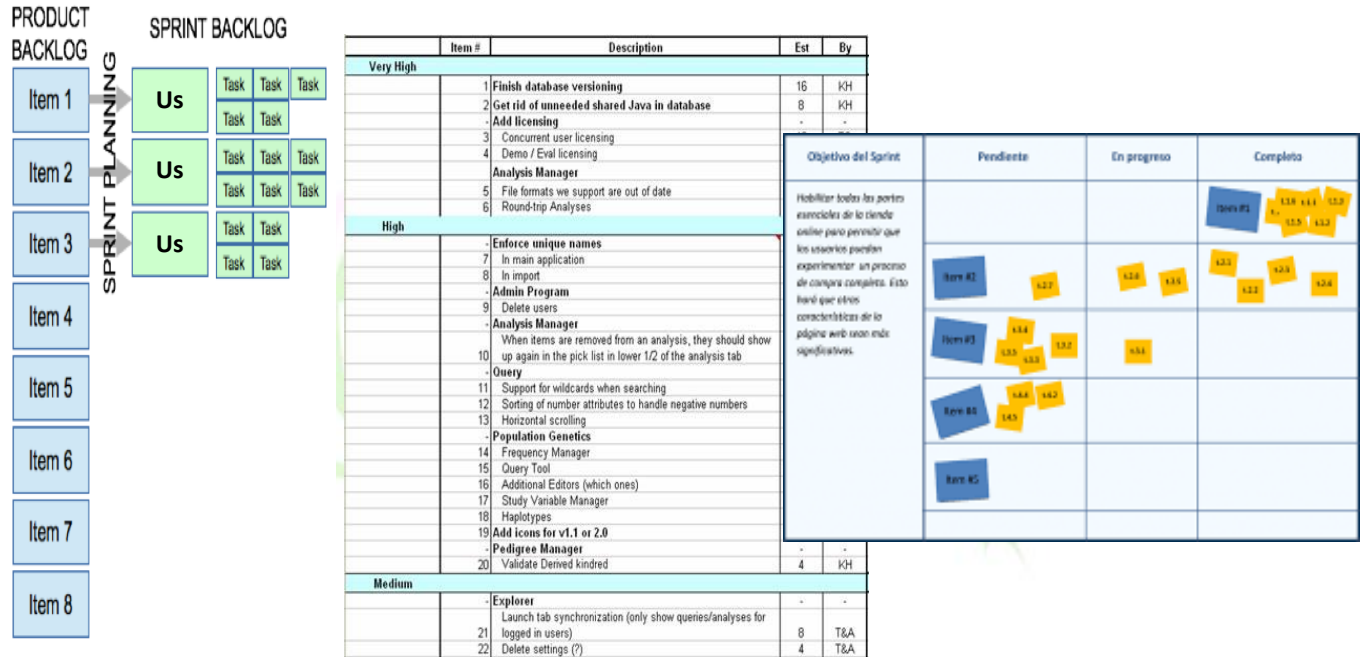 PRODUCT
BACKLOG
SPRINT BACKLOG
SPRINT PLANNING
Item 1
Us
Task Task Task
Task Task
Item 2
Us
Task Task Task
Task Task Task
Item 3
Us
Task Task
Task Task
Item 4
Item 5
Item 6
Item 7
Item 8
Item # Description Est By
Very High
1 Finish database versioning 16 KH
2 Get rid of unneeded shared Java in database 8 KH
- Add licensing - -
3 Concurrent user licensing
4 Demo / Eval licensing
Analysis Manager
5 File formats we support are out of date
6 Round-trip Analyses
High
- Enforce unique names
7 In main application
8 In import
- Admin Program
9 Delete users
- Analysis Manager
When items are removed from an analysis, they should show
10 up again in the pick list in lower 1/2 of the analysis tab
- Query
11 Support for wildcards when searching
12 Sorting of number attributes to handle negative numbers
13 Horizontal scrolling
- Population Genetics
14 Frequency Manager
15 Query Tool
16 Additional Editors (which ones)
17 Study Variable Manager
18 Haplotypes
19 Add icons for v1.1 or 2.0
- Pedigree Manager - -
20 Validate Derived kindred 4 KH
Medium
- Explorer - -
Launch tab synchronization (only show queries/analyses for
21 logged in users) 8 T&A
22 Delete settings (?) 4 T&A
Objetivo del Sprint Pendiente En progreso Completo
Habilitar todas las partes
esenciales de la tienda
online para permitir que
los usuarios puedan
experimentar un proceso
de compra completo. Esto
hará que otras
características de la
página web sean más
significativas.
Item #1
Item #2
Item #3
Item #4
Item #5